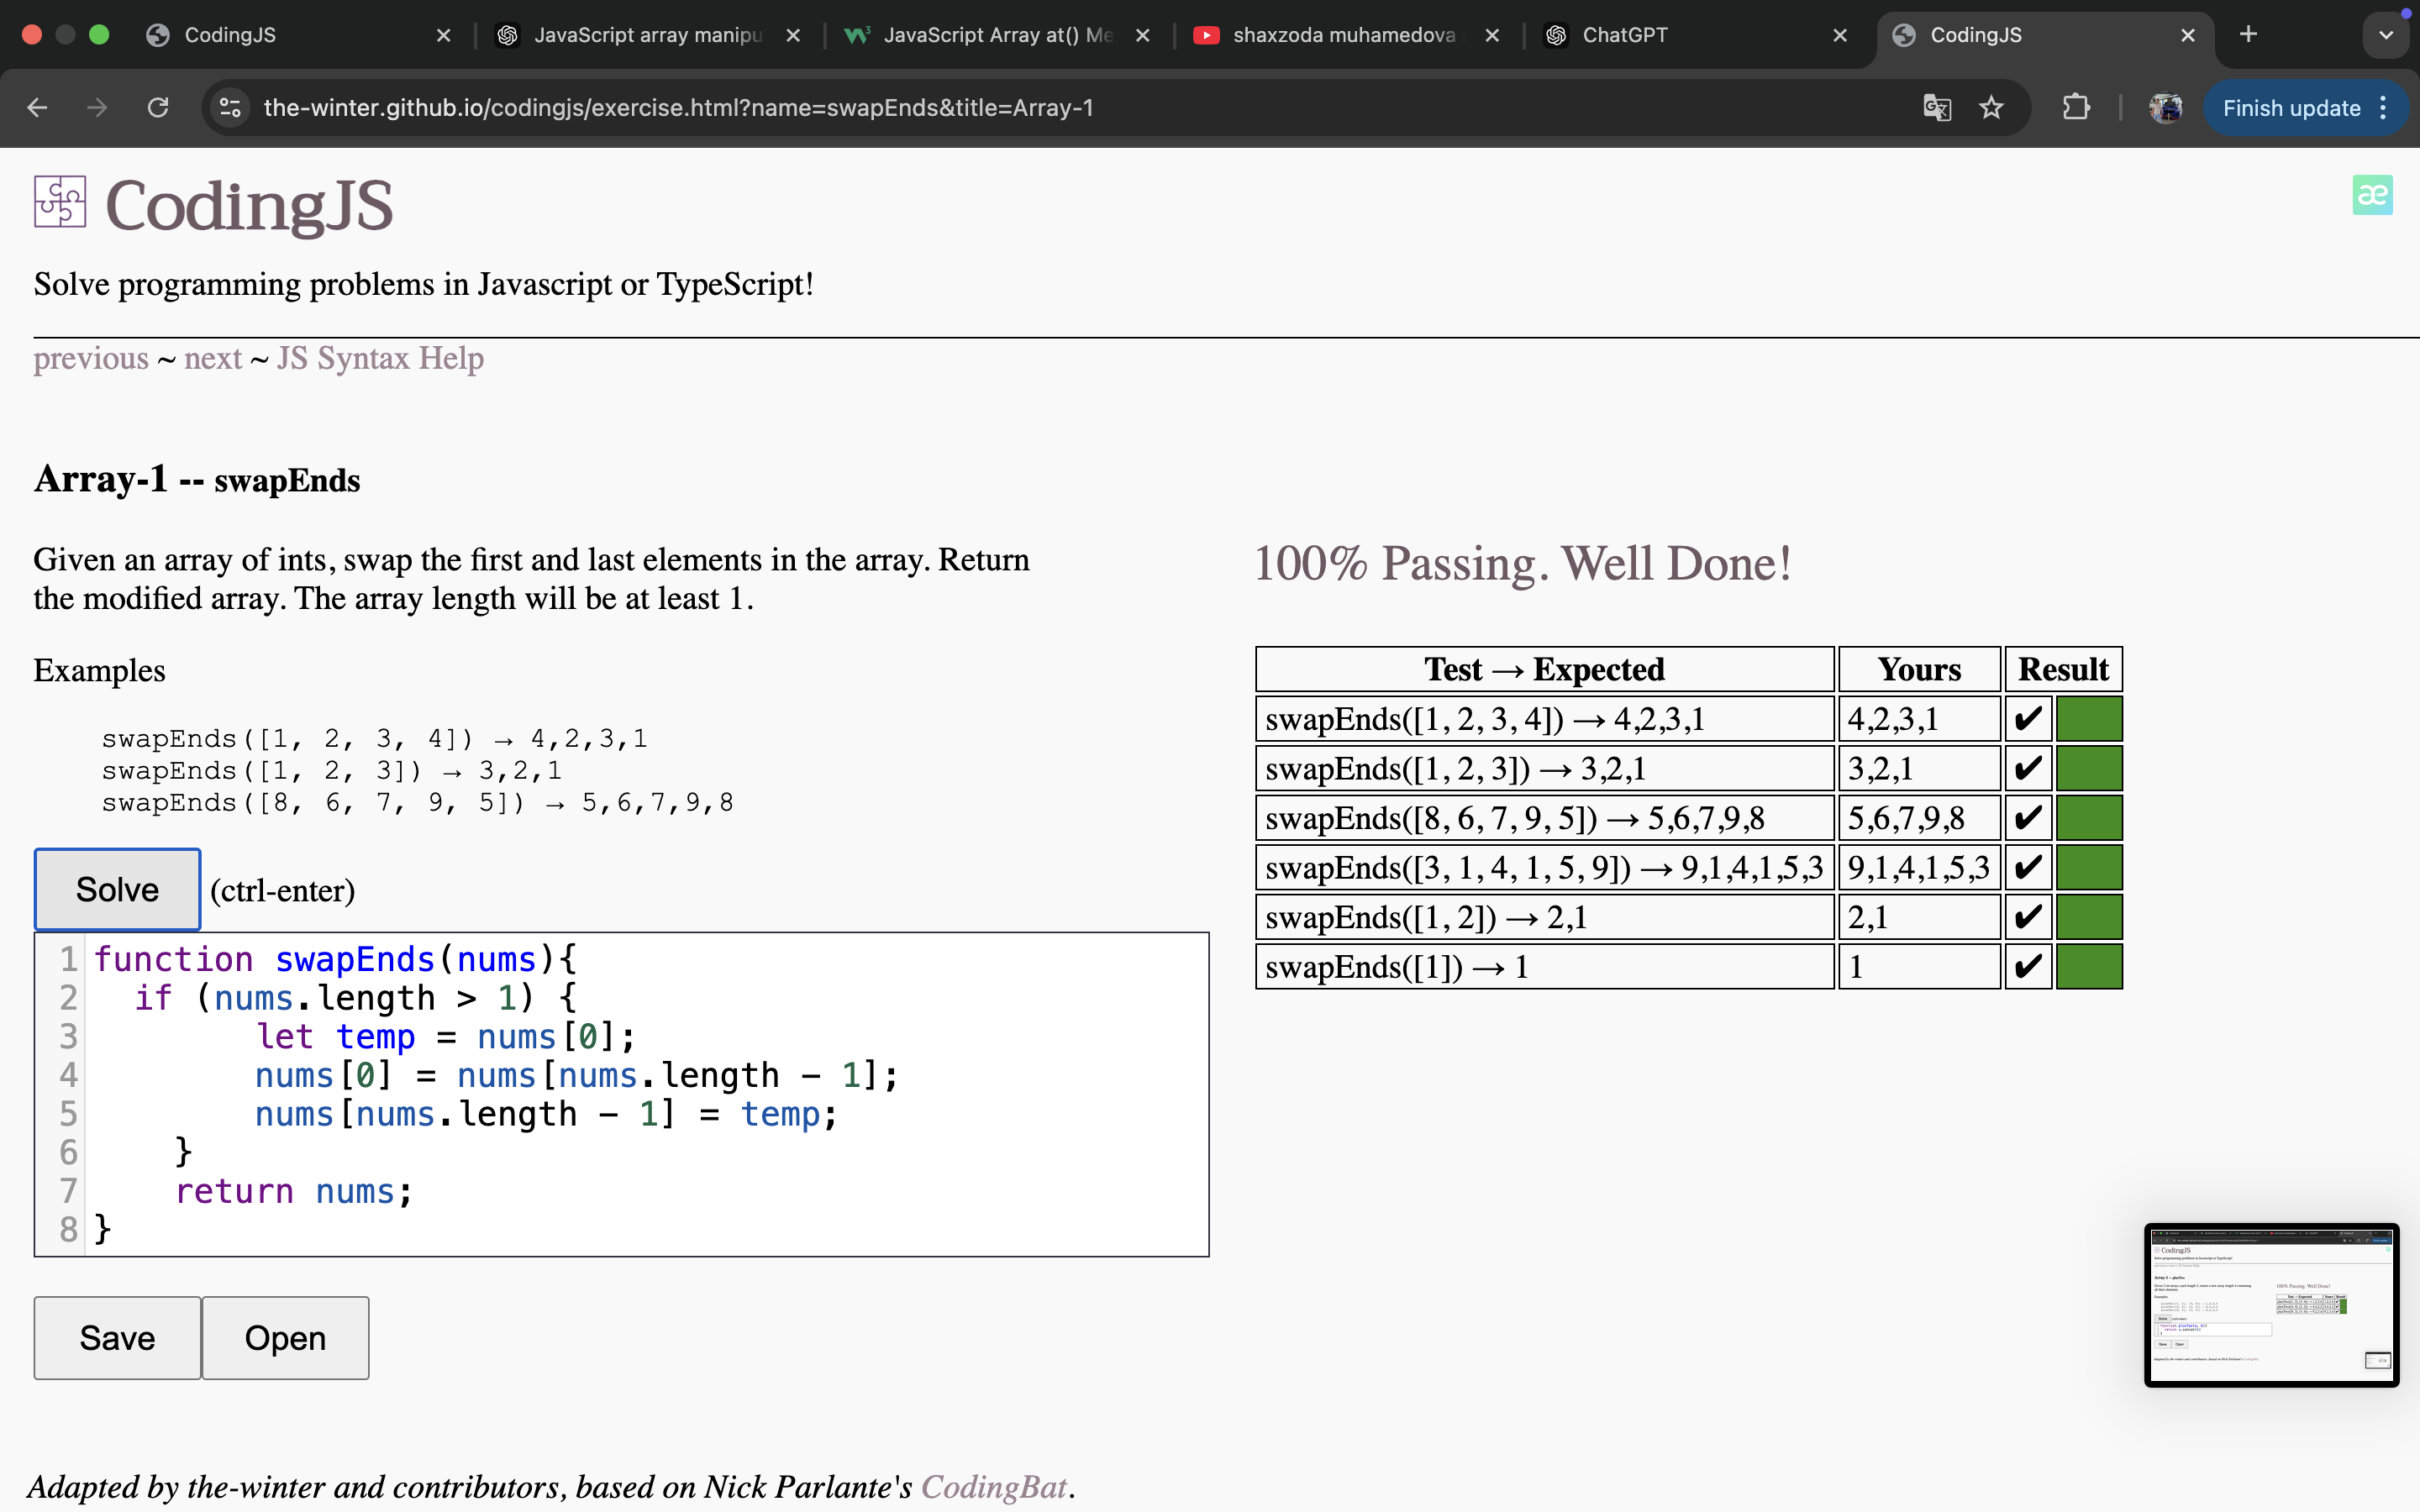 CodingJS
JavaScript array manipu
JavaScript Array at() Me
shaxzoda muhamedova
ChatGPT
CodingJS
the-winter.github.io/codingjs/exercise.html?name=swapEnds&title=Array-1
Finish update
CodingJS
æ
Solve programming problems in Javascript or TypeScript!
previous ~ next ~ JS Syntax Help
Array-1 -- swapEnds
Given an array of ints, swap the first and last elements in the array. Return
the modified array. The array length will be at least 1.
Examples
swapEnds([1, 2, 3, 4]) → 4,2,3,1
swapEnds([1, 2, 3]) → 3,2,1
swapEnds([8, 6, 7, 9, 5]) → 5,6,7,9,8
Solve (ctrl-enter)
1 function swapEnds(nums){
2   if (nums.length > 1) {
3         let temp = nums[0];
4         nums[0] = nums[nums.length - 1];
5         nums[nums.length - 1] = temp;
6     }
7     return nums;
8 }
Save Open
100% Passing. Well Done!
Test → Expected Yours Result
swapEnds([1, 2, 3, 4]) → 4,2,3,1 4,2,3,1 ✔
swapEnds([1, 2, 3]) → 3,2,1 3,2,1 ✔
swapEnds([8, 6, 7, 9, 5]) → 5,6,7,9,8 5,6,7,9,8 ✔
swapEnds([3, 1, 4, 1, 5, 9]) → 9,1,4,1,5,3 9,1,4,1,5,3 ✔
swapEnds([1, 2]) → 2,1 2,1 ✔
swapEnds([1]) → 1 1 ✔
CodingJS
100% Passing. Well Done!
Adapted by the-winter and contributors, based on Nick Parlante's CodingBat.